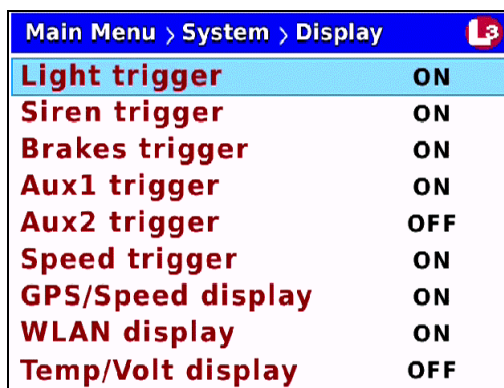 Main Menu > System > Display L3
Light trigger ON
Siren trigger ON
Brakes trigger ON
Aux1 trigger ON
Aux2 trigger OFF
Speed trigger ON
GPS/Speed display ON
WLAN display ON
Temp/Volt display OFF